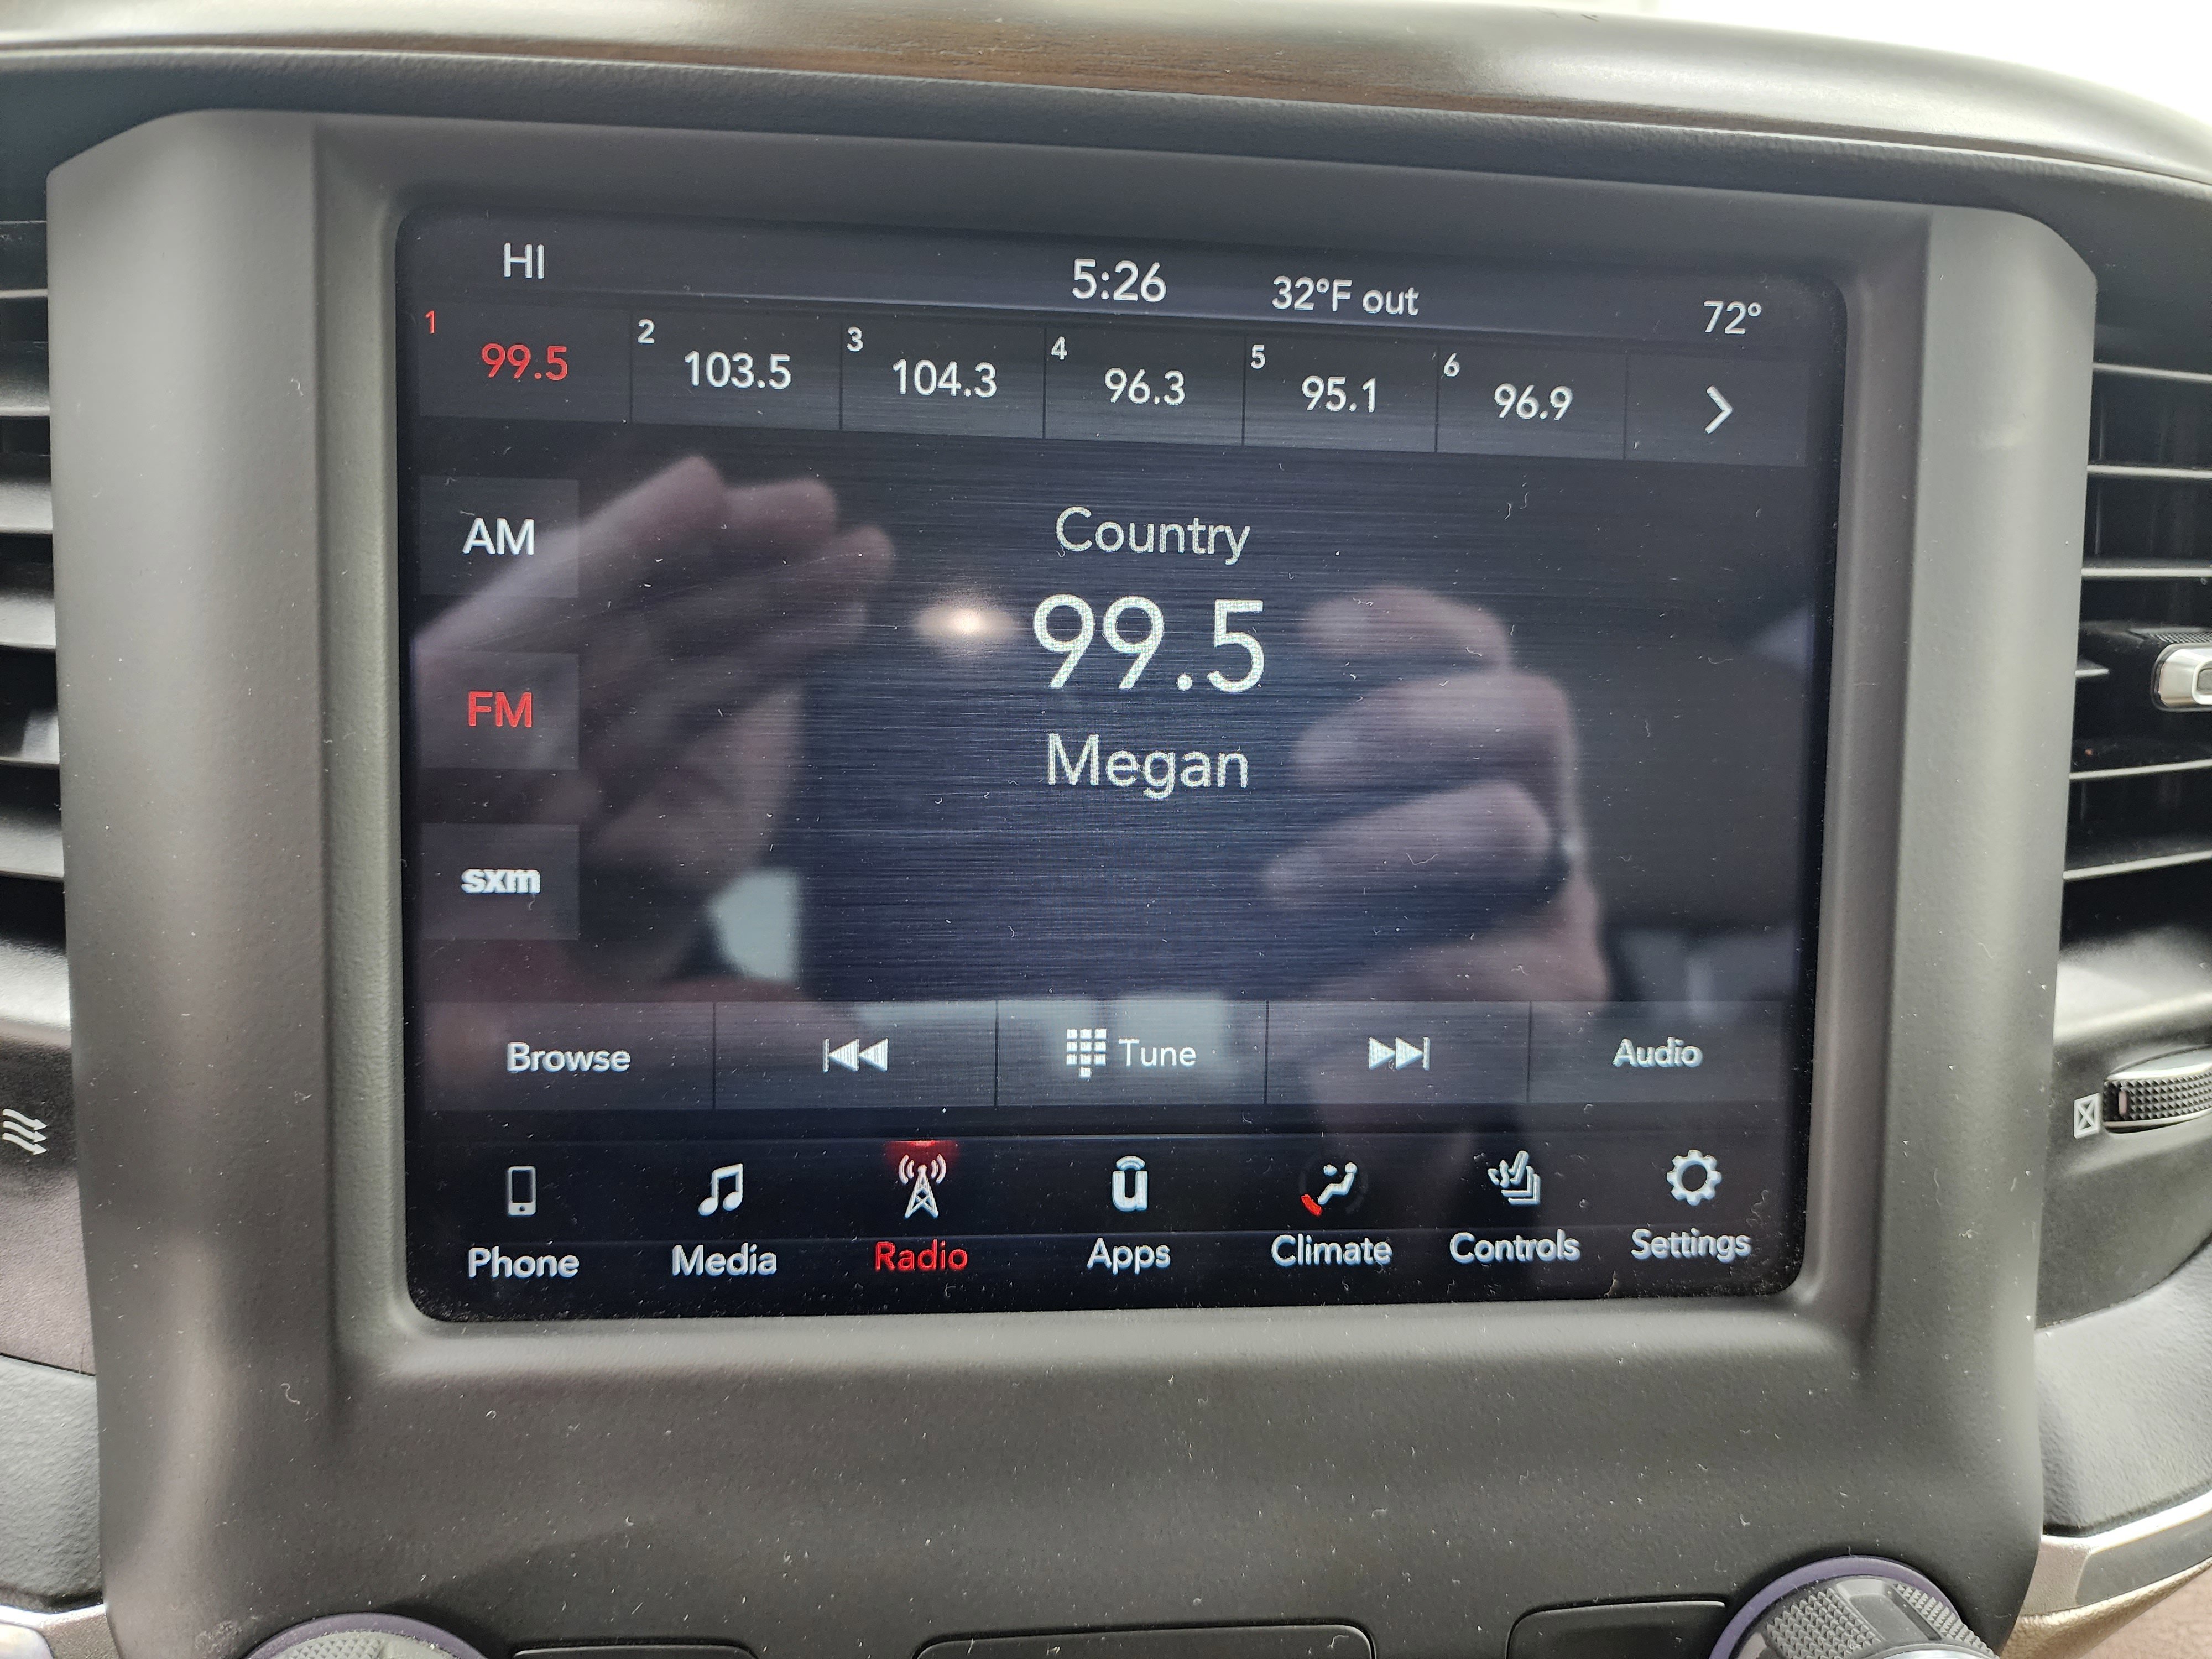 HI 5:26 32°F out 72°
1 99.5 2 103.5 3 104.3 4 96.3 5 95.1 6 96.9
AM
Country
99.5
FM
Megan
sxm
Browse Tune Audio
u
Phone Media Radio Apps Climate Controls Settings